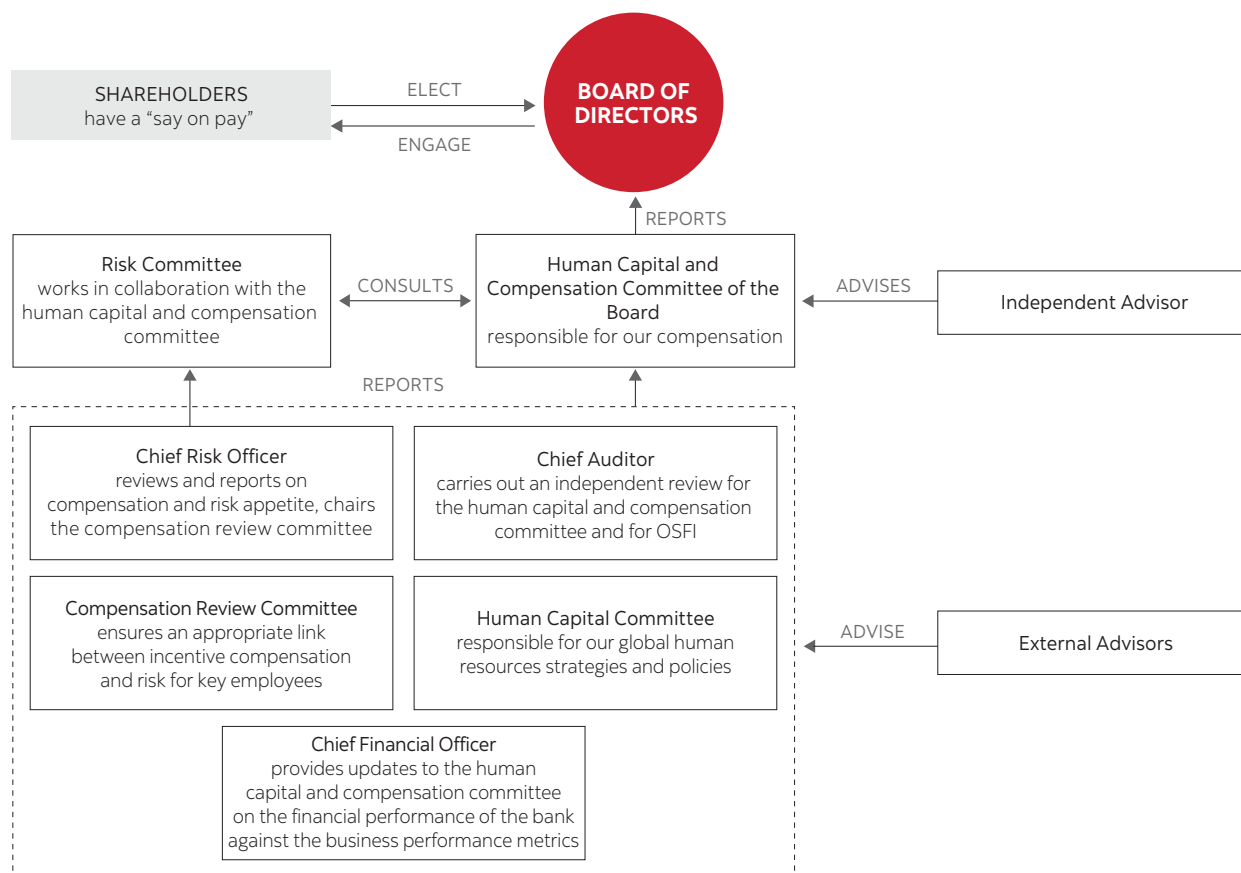 SHAREHOLDERS
have a “say on pay”
ELECT
ENGAGE
BOARD OF
DIRECTORS
REPORTS
Risk Committee
works in collaboration with the
human capital and compensation
committee
CONSULTS
Human Capital and
Compensation Committee of the
Board
responsible for our compensation
ADVISES
Independent Advisor
REPORTS
Chief Risk Officer
reviews and reports on
compensation and risk appetite, chairs
the compensation review committee
Chief Auditor
carries out an independent review for
the human capital and compensation
committee and for OSFI
Compensation Review Committee
ensures an appropriate link
between incentive compensation
and risk for key employees
Human Capital Committee
responsible for our global human
resources strategies and policies
ADVISE
External Advisors
Chief Financial Officer
provides updates to the human
capital and compensation committee
on the financial performance of the bank
against the business performance metrics